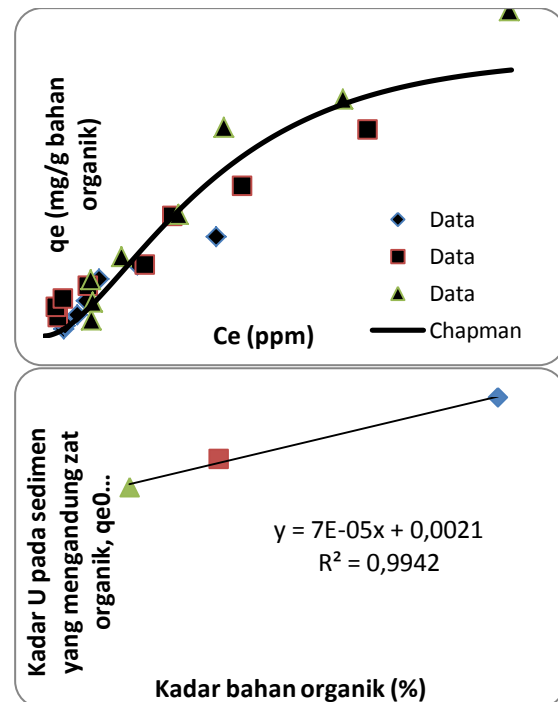 qe (mg/g bahan
organik)
Data
Data
Data
Chapman
Ce (ppm)
Kadar U pada sedimen
yang mengandung zat
organik, qe0...
y = 7E-05x + 0,0021
R² = 0,9942
Kadar bahan organik (%)